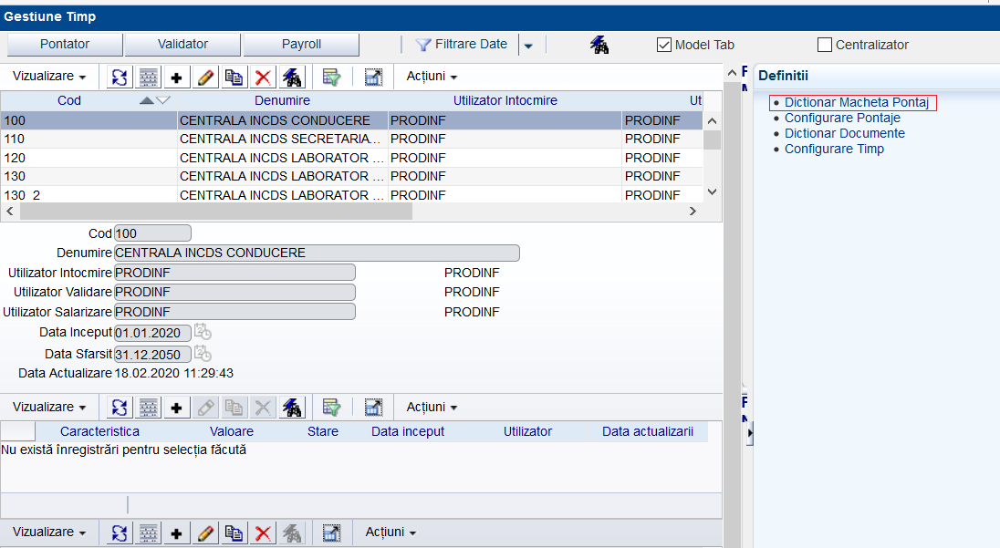 Gestiune Timp
Pontator Validator Payroll Filtrare Date Model Tab Centralizator
Vizualizare Acțiuni
Cod Denumire Utilizator Intocmire Ut
100 CENTRALA INCDS CONDUCERE PRODINF PRODINF
110 CENTRALA INCDS SECRETARIA... PRODINF PRODINF
120 CENTRALA INCDS LABORATOR ... PRODINF PRODINF
130 CENTRALA INCDS LABORATOR ... PRODINF PRODINF
130 2 CENTRALA INCDS LABORATOR ... PRODINF PRODINF
Cod 100
Denumire CENTRALA INCDS CONDUCERE
Utilizator Intocmire PRODINF PRODINF
Utilizator Validare PRODINF PRODINF
Utilizator Salarizare PRODINF PRODINF
Data Inceput 01.01.2020
Data Sfarsit 31.12.2050
Data Actualizare 18.02.2020 11:29:43
Vizualizare Acțiuni
Caracteristica Valoare Stare Data inceput Utilizator Data actualizarii
Nu există înregistrări pentru selecția făcută
Vizualizare Acțiuni
Definitii
Dictionar Macheta Pontaj
Configurare Pontaje
Dictionar Documente
Configurare Timp